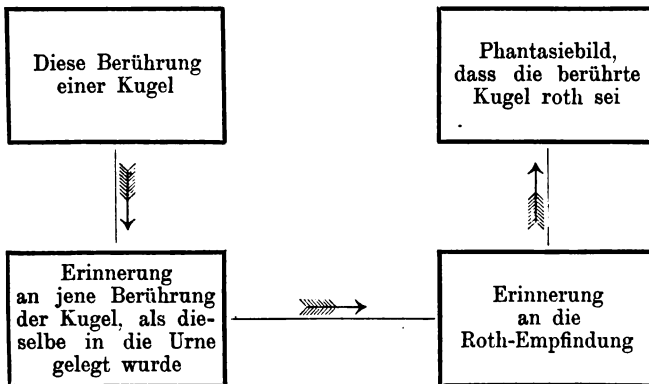 Diese Berührung
einer Kugel
Phantasiebild,
dass die berührte
Kugel roth sei
Erinnerung
an jene Berührung
der Kugel, als die-
selbe in die Urne
gelegt wurde
Erinnerung
an die
Roth-Empfindung